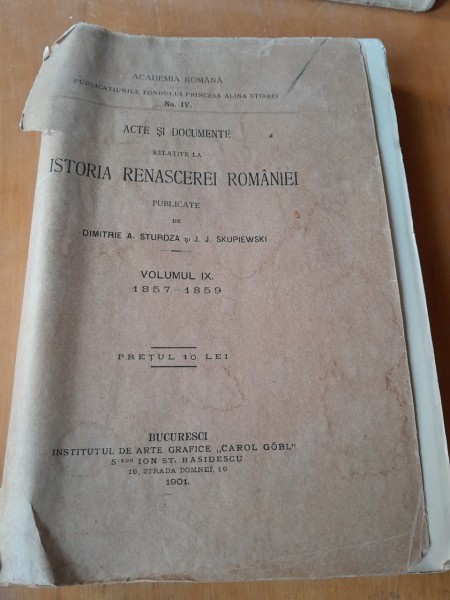 ACADEMIA ROMÂNĂ
PUBLICAȚIUNILE FONDULUI PRINCESA ALINA ȘTIRBEI
No. IV.
ACTE ȘI DOCUMENTE
RELATIVE LA
ISTORIA RENASCEREI ROMÂNIEI
PUBLICATE
DE
DIMITRIE A. STURDZA și J. J. SKUPIEWSKI
VOLUMUL IX.
1857-1859
PREȚUL 10 LEI
BUCURESCI
INSTITUTUL DE ARTE GRAFICE „CAROL GÖBL"
S-sor ION ST. RASIDESCU
16, STRADA DOMNEI, 16
1901.